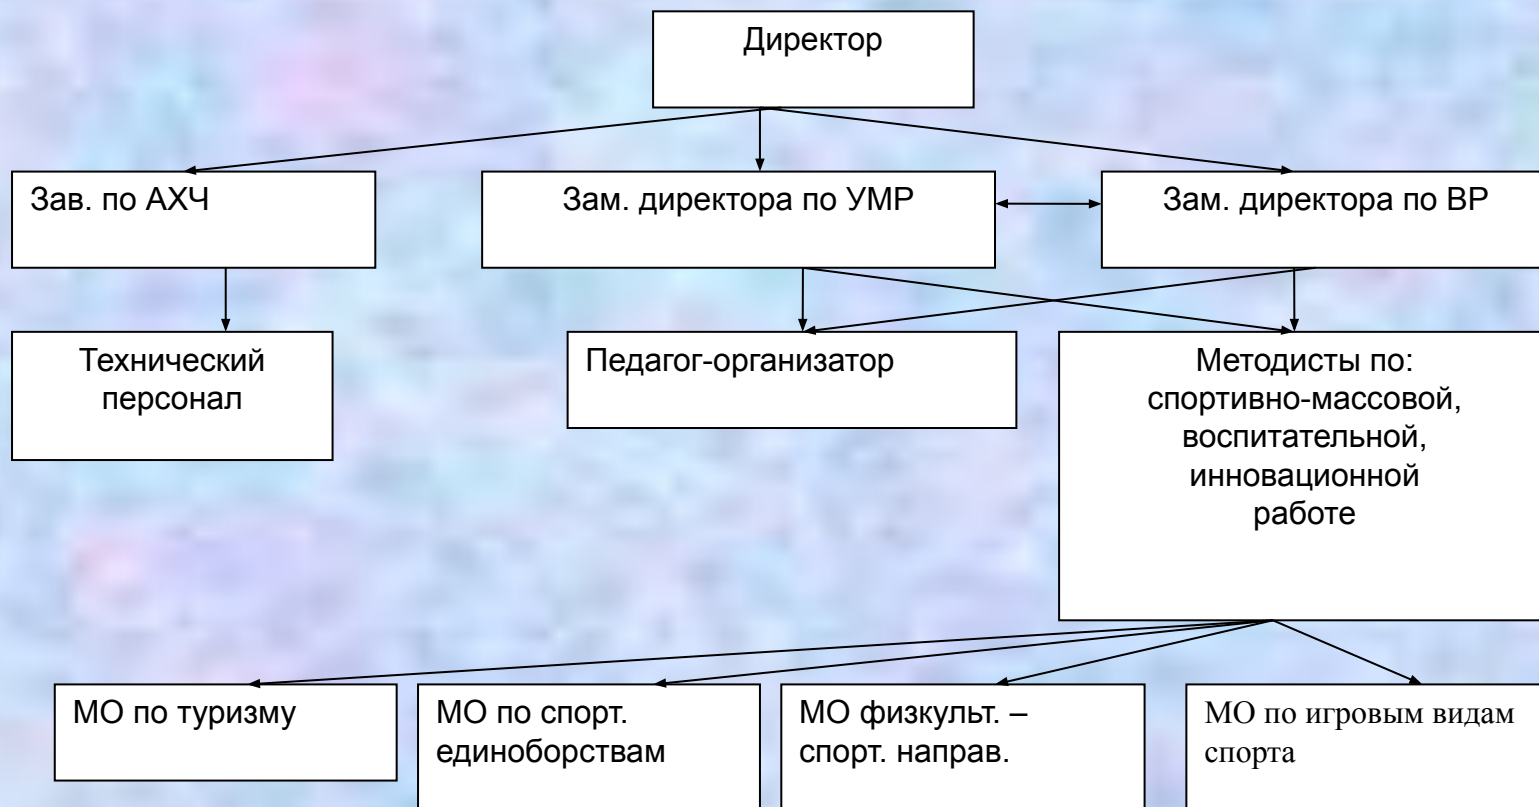 Директор
Зав. по АХЧ
Зам. директора по УМР
Зам. директора по ВР
Технический
персонал
Педагог-организатор
Методисты по:
спортивно-массовой,
воспитательной,
инновационной
работе
МО по туризму
МО по спорт.
единоборствам
МО физкульт. –
спорт. направ.
МО по игровым видам
спорта